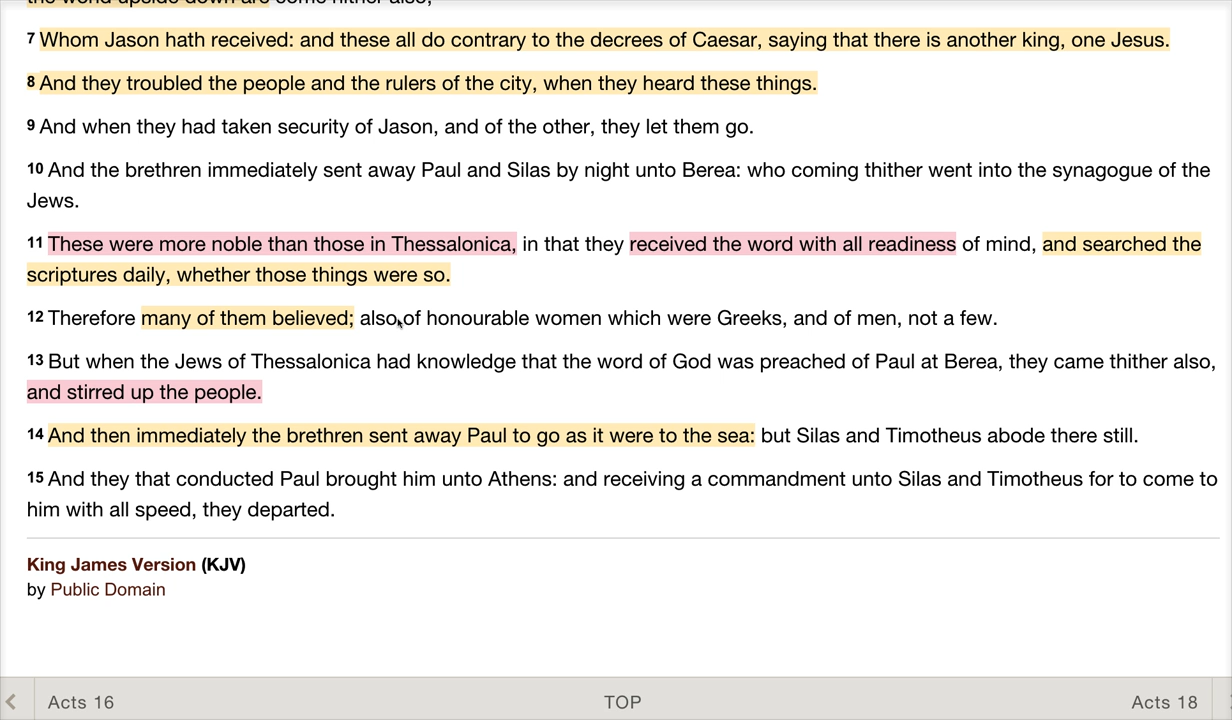 the world upside down are come hither also;
7 Whom Jason hath received: and these all do contrary to the decrees of Caesar, saying that there is another king, one Jesus.
8 And they troubled the people and the rulers of the city, when they heard these things.
9 And when they had taken security of Jason, and of the other, they let them go.
10 And the brethren immediately sent away Paul and Silas by night unto Berea: who coming thither went into the synagogue of the
Jews.
11 These were more noble than those in Thessalonica, in that they received the word with all readiness of mind, and searched the
scriptures daily, whether those things were so.
12 Therefore many of them believed; also of honourable women which were Greeks, and of men, not a few.
13 But when the Jews of Thessalonica had knowledge that the word of God was preached of Paul at Berea, they came thither also,
and stirred up the people.
14 And then immediately the brethren sent away Paul to go as it were to the sea: but Silas and Timotheus abode there still.
15 And they that conducted Paul brought him unto Athens: and receiving a commandment unto Silas and Timotheus for to come to
him with all speed, they departed.
King James Version (KJV)
by Public Domain
Acts 16 TOP Acts 18